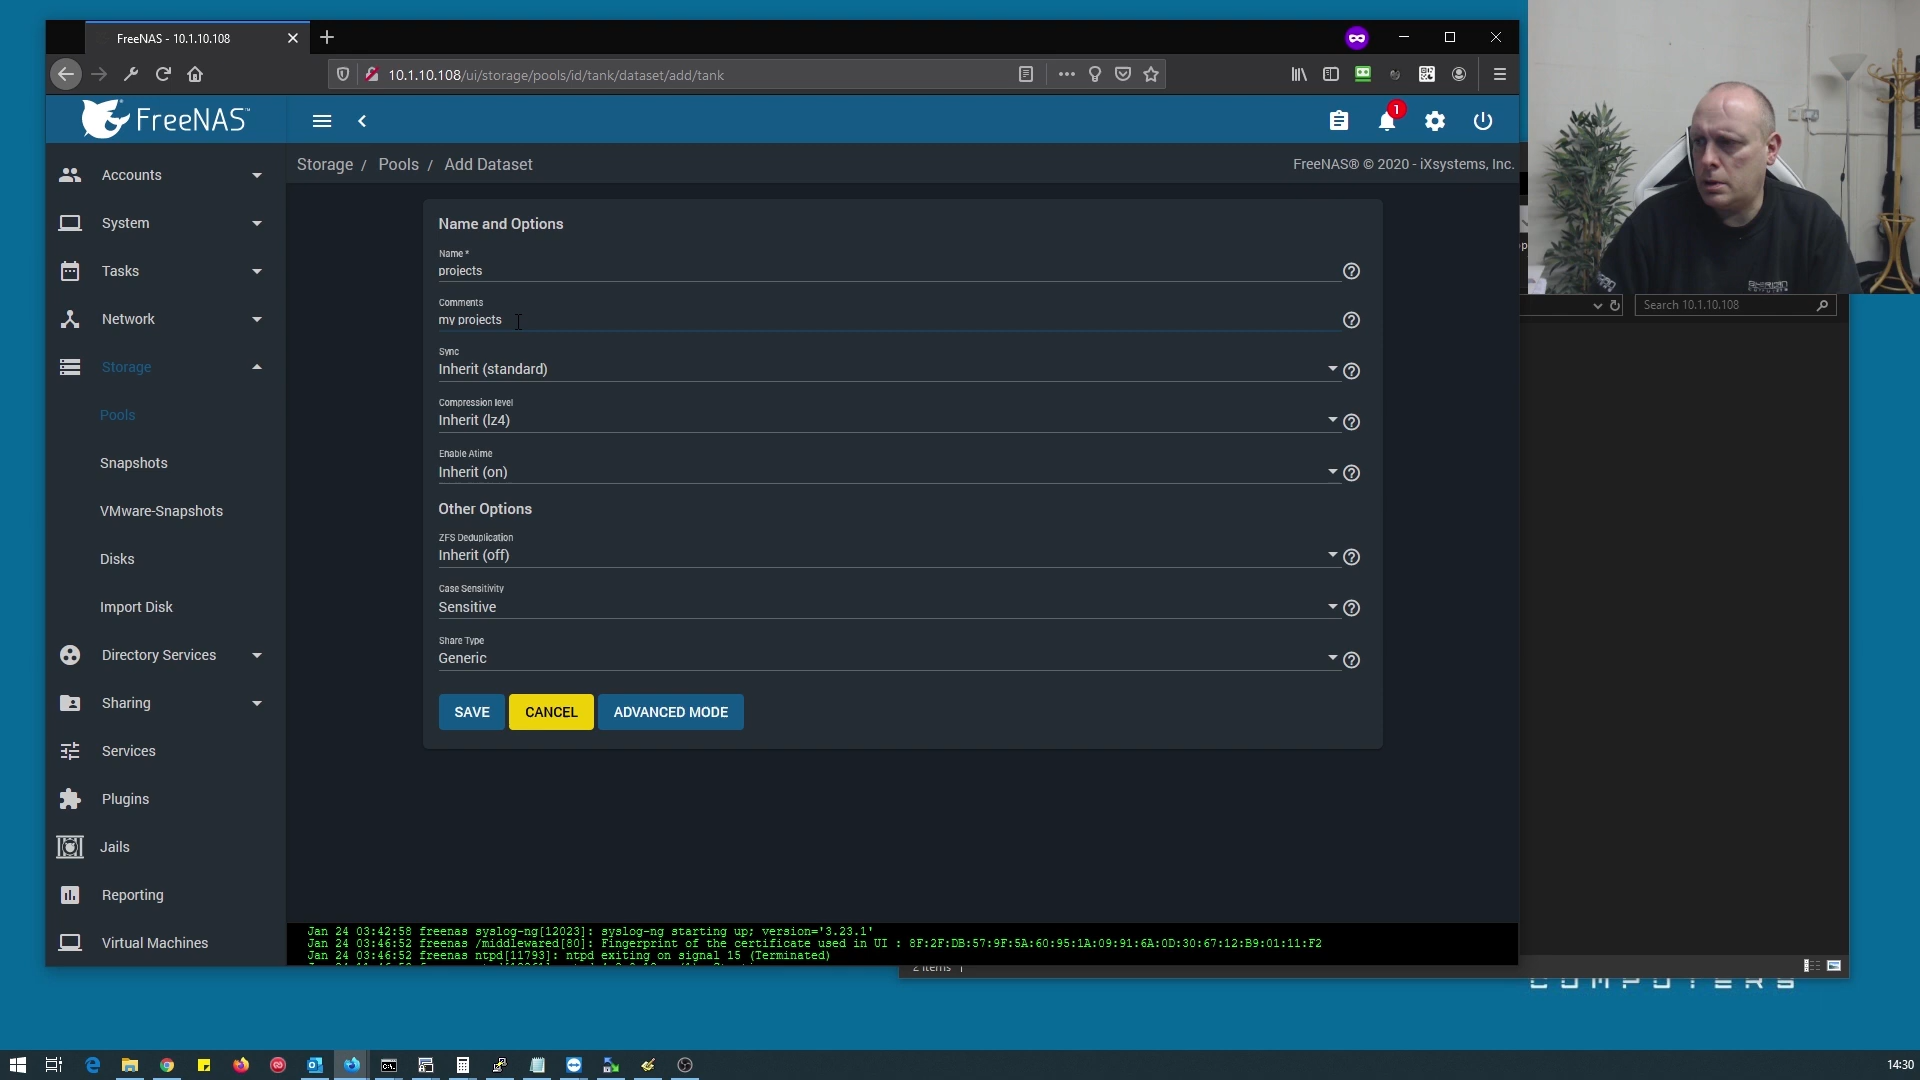 FreeNAS - 10.1.10.108
10.1.10.108/ui/storage/pools/id/tank/dataset/add/tank
FreeNAS™
1
Storage / Pools / Add Dataset
FreeNAS® © 2020 - iXsystems, Inc.
Accounts
System
Tasks
Network
Storage
Pools
Snapshots
VMware-Snapshots
Disks
Import Disk
Directory Services
Sharing
Services
Plugins
Jails
Reporting
Virtual Machines
Name and Options
Name *
projects
Comments
my projects
Sync
Inherit (standard)
Compression level
Inherit (lz4)
Enable Atime
Inherit (on)
Other Options
ZFS Deduplication
Inherit (off)
Case Sensitivity
Sensitive
Share Type
Generic
SAVE
CANCEL
ADVANCED MODE
Search 10.1.10.108
Jan 24 03:42:58 freenas syslog-ng[12023]: syslog-ng starting up; version='3.23.1'
Jan 24 03:46:52 freenas /middlewared[80]: Fingerprint of the certificate used in UI : 8F:2F:DB:57:9F:5A:60:95:1A:09:91:6A:0D:30:67:12:B9:01:11:F2
Jan 24 03:46:52 freenas ntpd[11793]: ntpd exiting on signal 15 (Terminated)
2 items
COMPUTERS
14:30